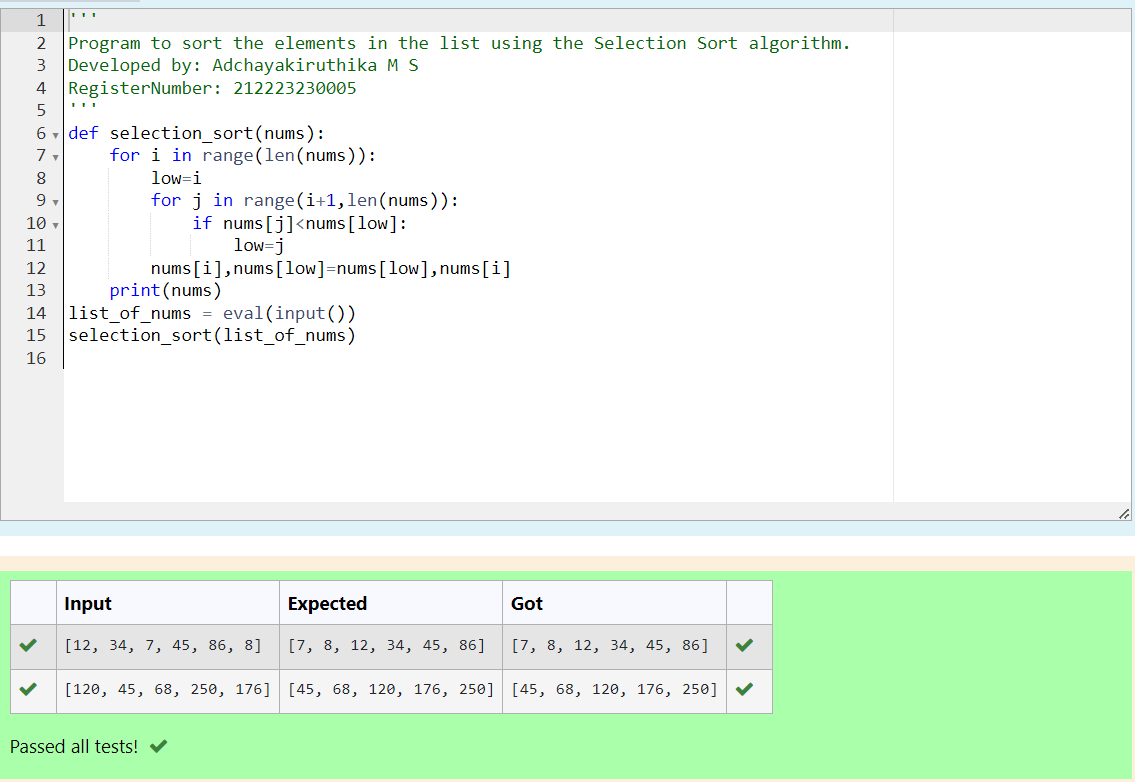 1 '''
2 Program to sort the elements in the list using the Selection Sort algorithm.
3 Developed by: Adchayakiruthika M S
4 RegisterNumber: 212223230005
5 '''
6 def selection_sort(nums):
7     for i in range(len(nums)):
8         low=i
9         for j in range(i+1,len(nums)):
10             if nums[j]<nums[low]:
11                 low=j
12         nums[i],nums[low]=nums[low],nums[i]
13     print(nums)
14 list_of_nums = eval(input())
15 selection_sort(list_of_nums)
16
Input Expected Got
[12, 34, 7, 45, 86, 8] [7, 8, 12, 34, 45, 86] [7, 8, 12, 34, 45, 86]
[120, 45, 68, 250, 176] [45, 68, 120, 176, 250] [45, 68, 120, 176, 250]
Passed all tests!